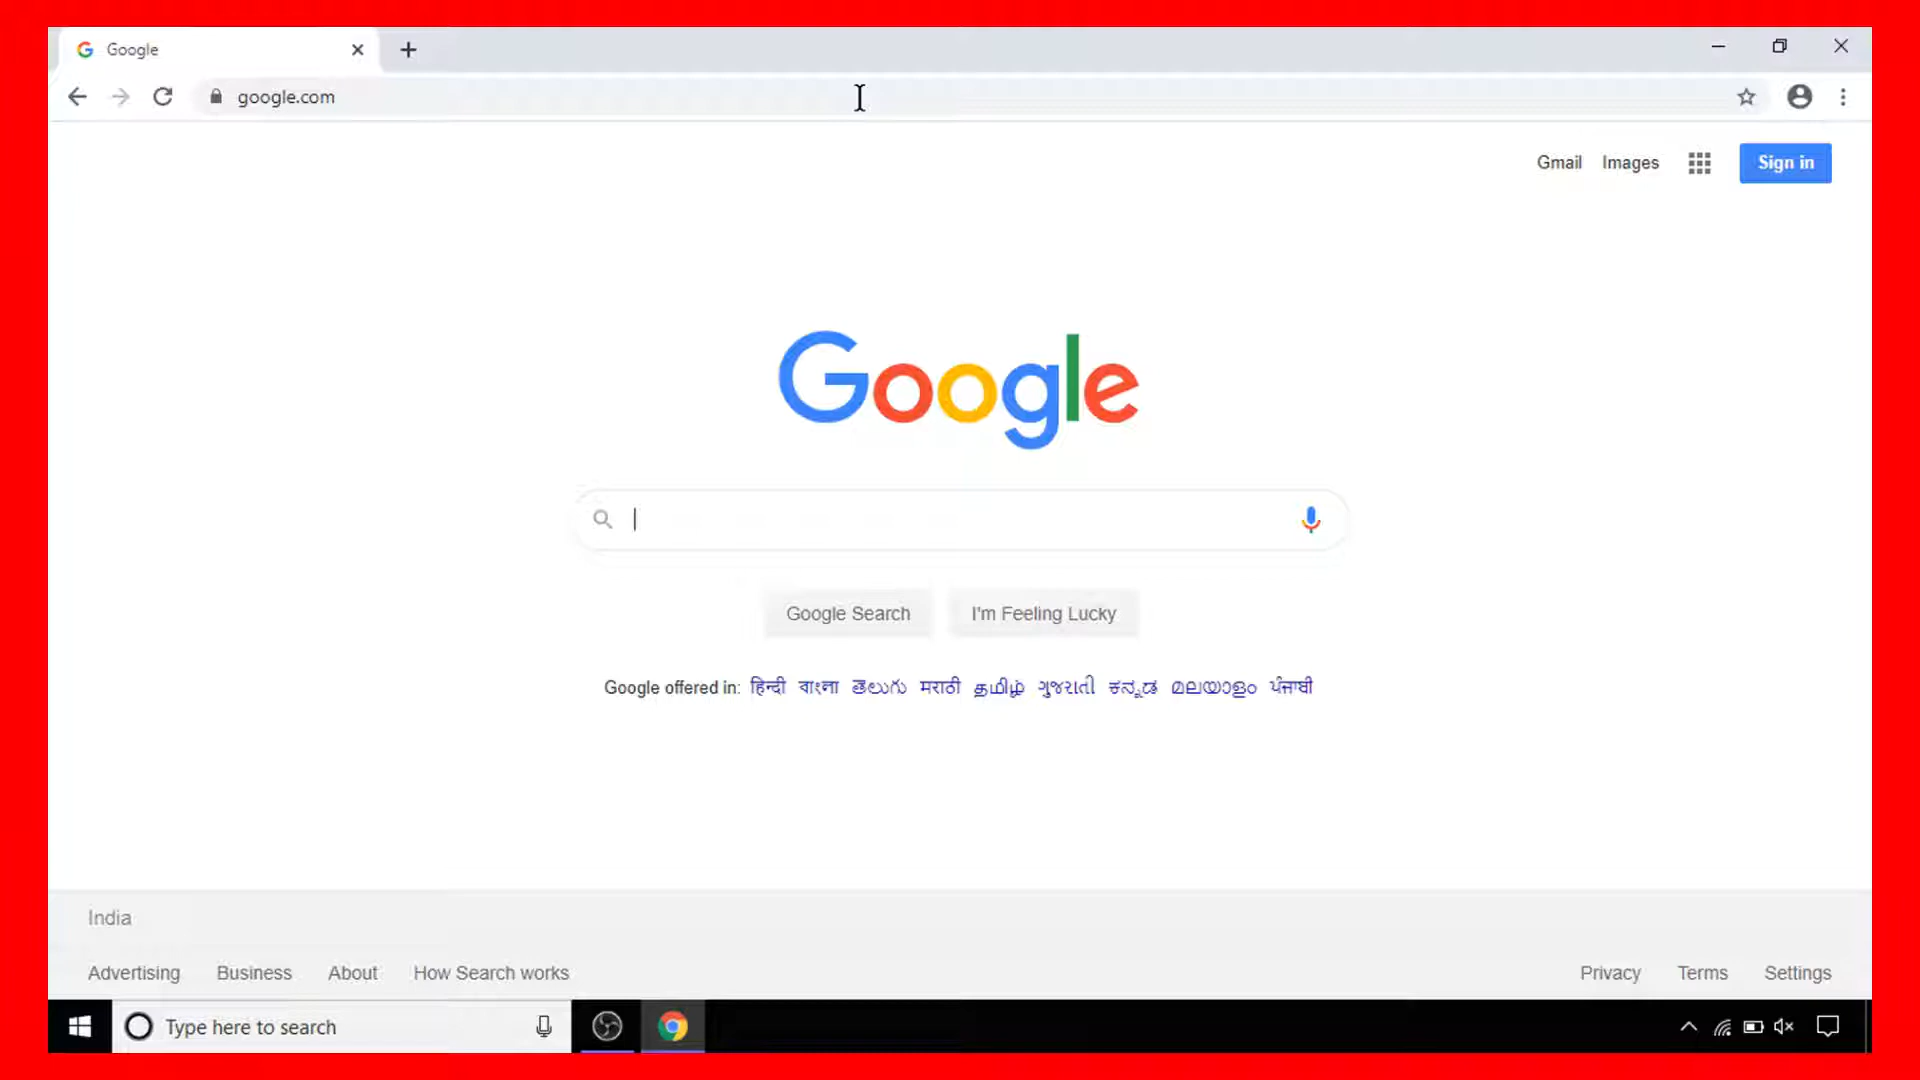 Google
google.com
Gmail Images Sign in
Google
Google Search I'm Feeling Lucky
Google offered in: हिन्दी বাংলা తెలుగు मराठी தமிழ் ગુજરાતી ಕನ್ನಡ മലയാളം ਪੰਜਾਬੀ
India
Advertising Business About How Search works Privacy Terms Settings
Type here to search